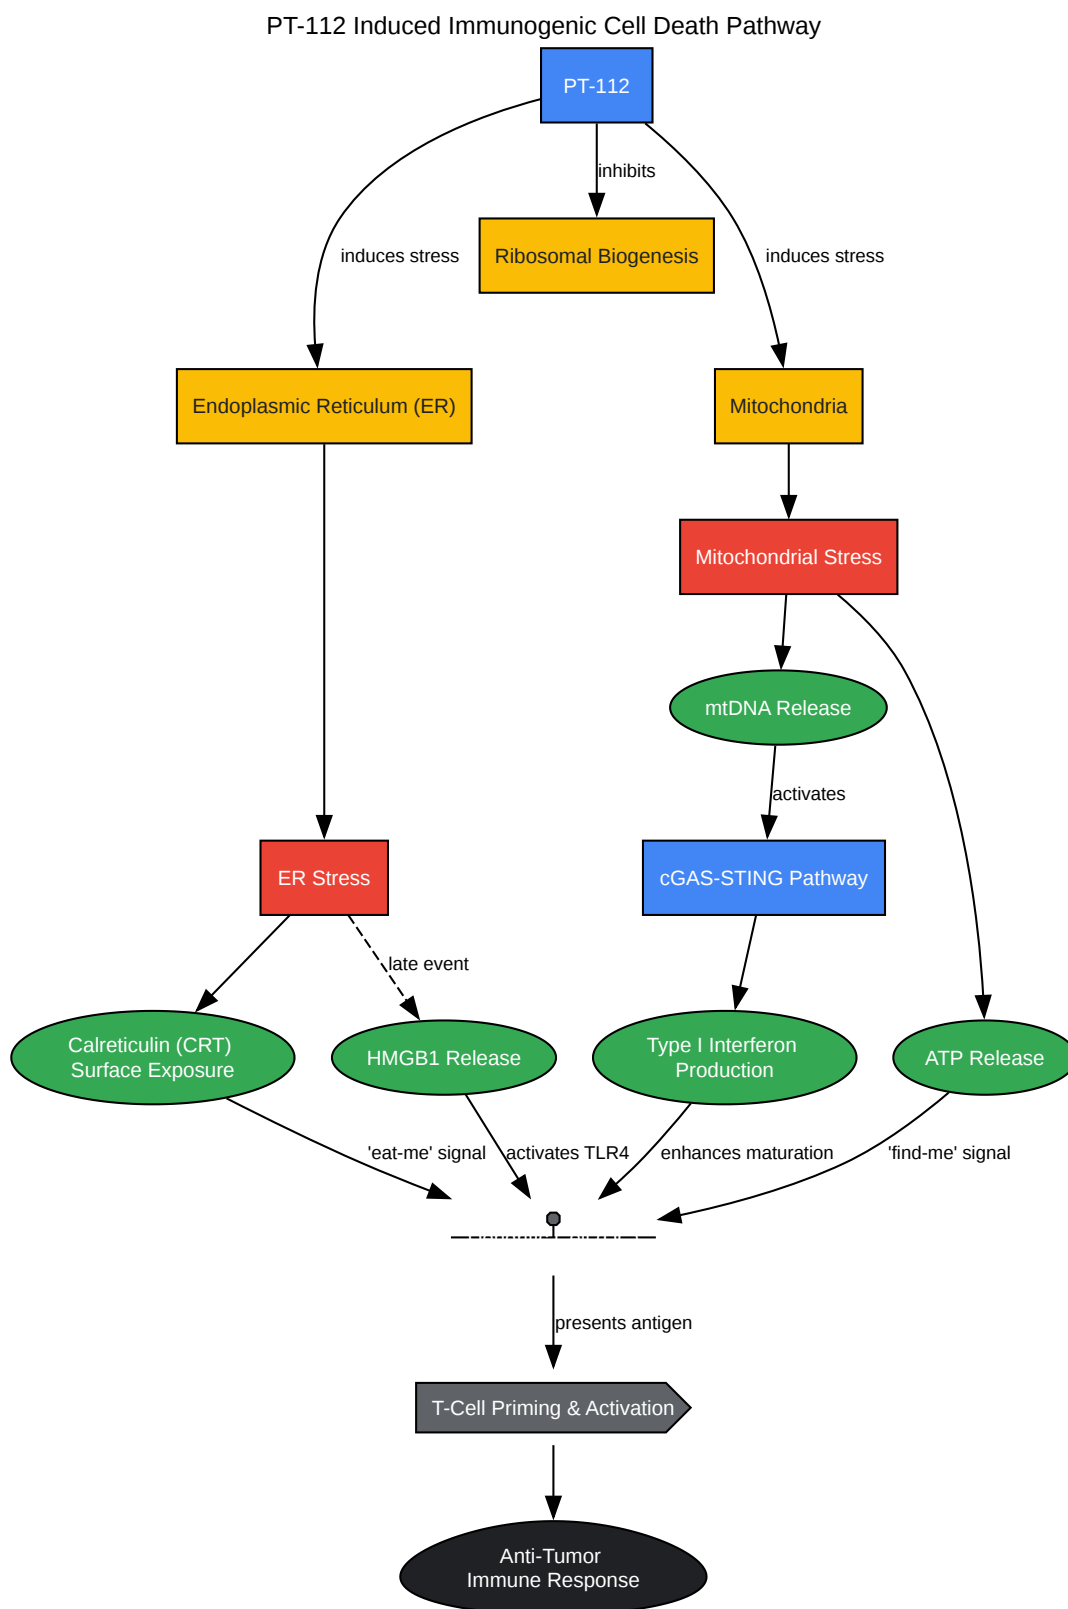 PT-112 Induced Immunogenic Cell Death Pathway
PT-112
inhibits
Ribosomal Biogenesis
induces stress
induces stress
Endoplasmic Reticulum (ER)
Mitochondria
Mitochondrial Stress
mtDNA Release
activates
ER Stress
cGAS-STING Pathway
late event
Calreticulin (CRT)
Surface Exposure
HMGB1 Release
Type I Interferon
Production
ATP Release
'eat-me' signal
activates TLR4
enhances maturation
'find-me' signal
presents antigen
T-Cell Priming & Activation
Anti-Tumor
Immune Response